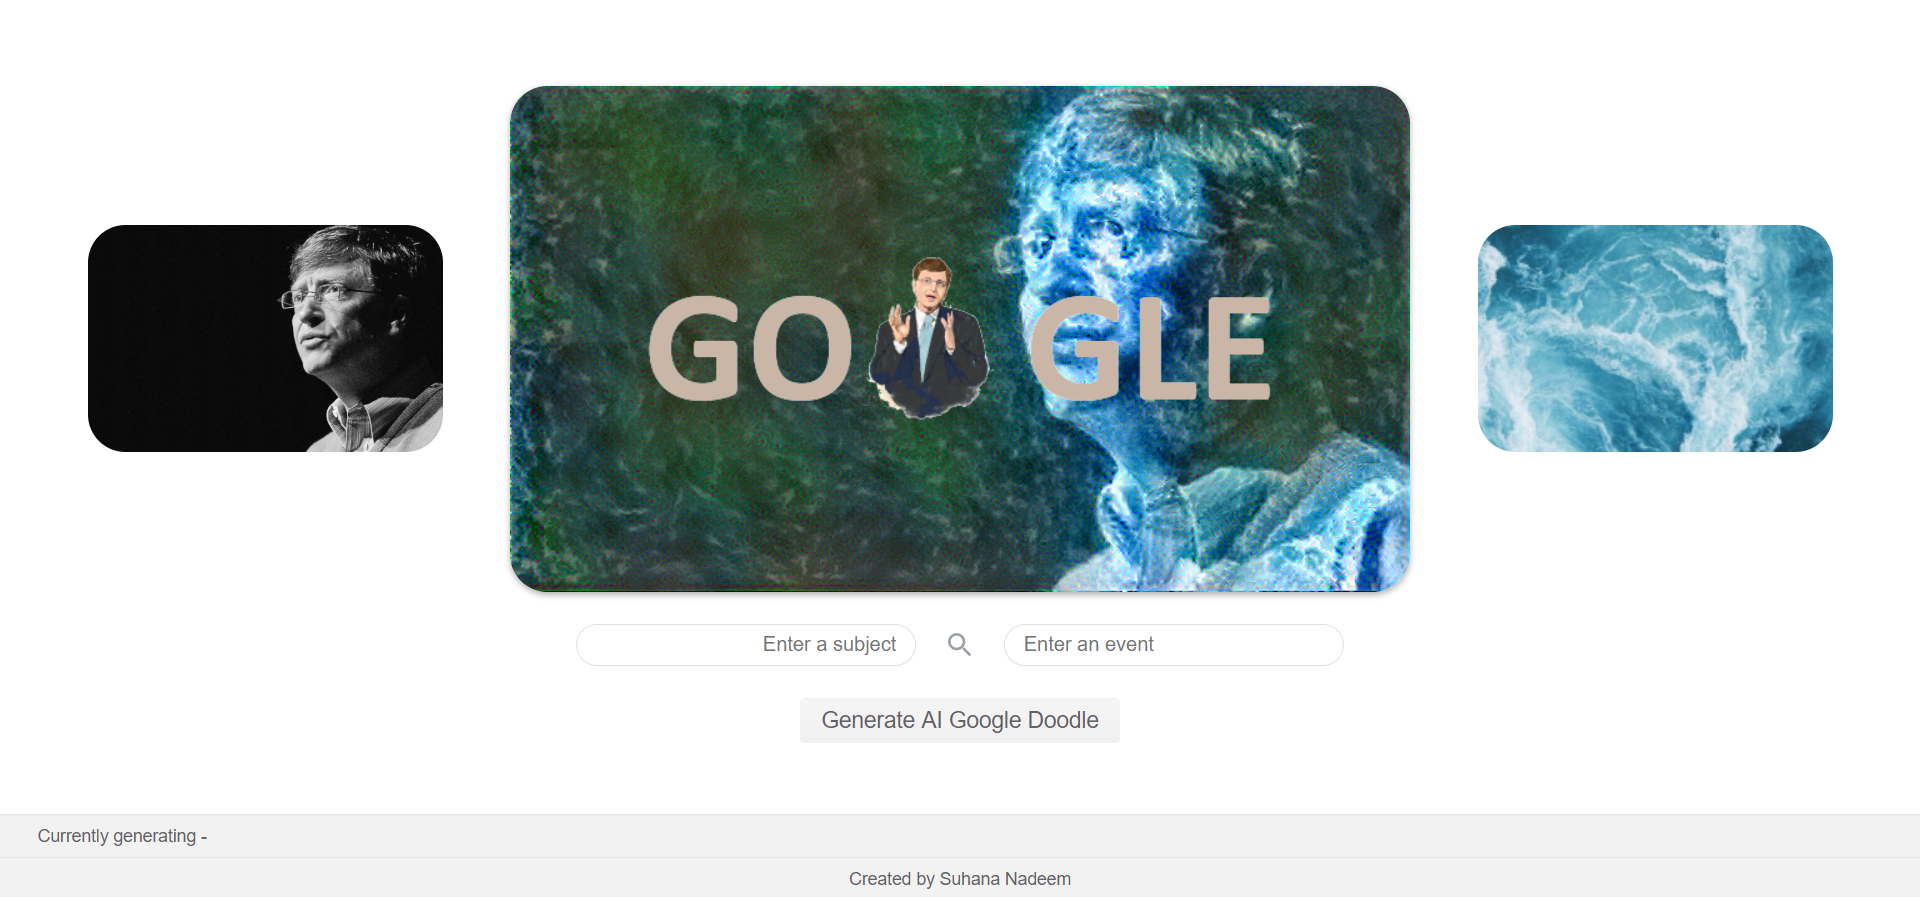 GO GLE
Enter a subject
Enter an event
Generate AI Google Doodle
Currently generating -
Created by Suhana Nadeem